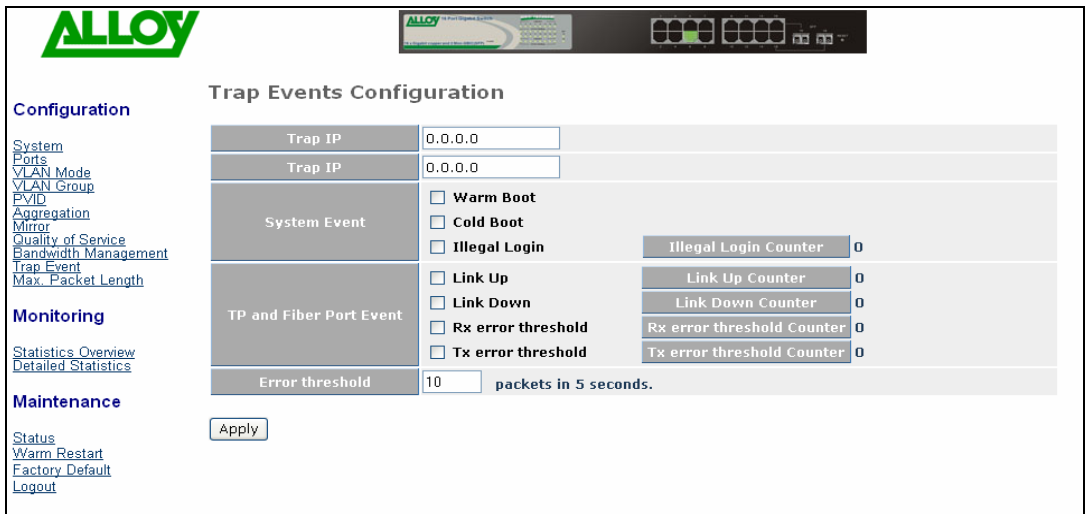 ALLOY
ALLOY 16 Port Gigabit Switch
Configuration
System
Ports
VLAN Mode
VLAN Group
PVID
Aggregation
Mirror
Quality of Service
Bandwidth Management
Trap Event
Max. Packet Length
Monitoring
Statistics Overview
Detailed Statistics
Maintenance
Status
Warm Restart
Factory Default
Logout
Trap Events Configuration
Trap IP 0.0.0.0
Trap IP 0.0.0.0
System Event
Warm Boot
Cold Boot
Illegal Login Illegal Login Counter 0
TP and Fiber Port Event
Link Up Link Up Counter 0
Link Down Link Down Counter 0
Rx error threshold Rx error threshold Counter 0
Tx error threshold Tx error threshold Counter 0
Error threshold 10 packets in 5 seconds.
Apply